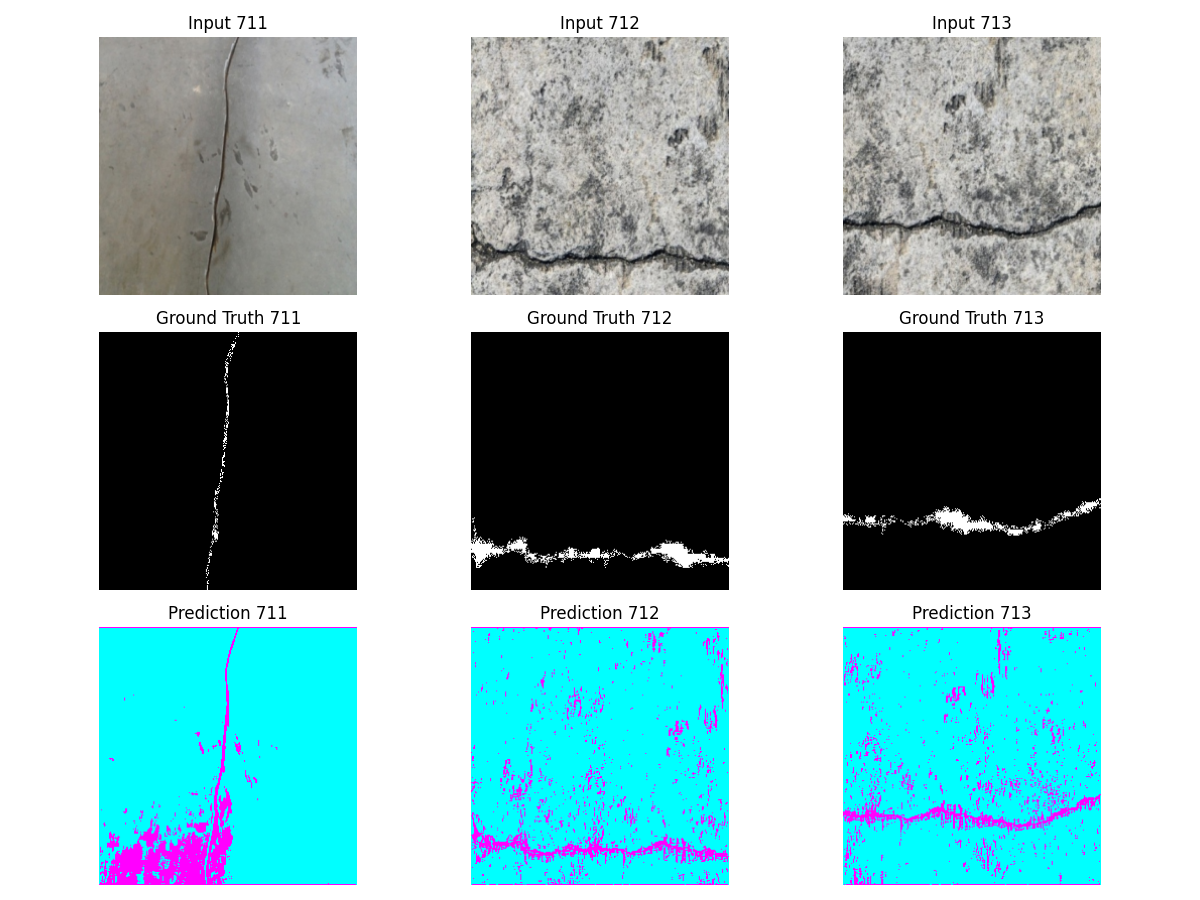 Input 711
Input 712
Input 713
Ground Truth 711
Ground Truth 712
Ground Truth 713
Prediction 711
Prediction 712
Prediction 713